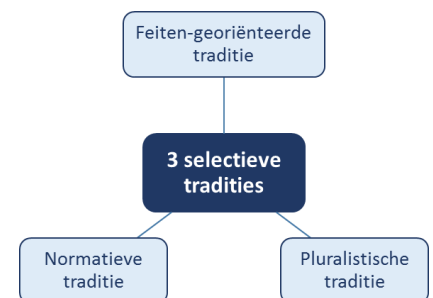 Feiten-georiënteerde
traditie
3 selectieve
tradities
Normatieve
traditie
Pluralistische
traditie